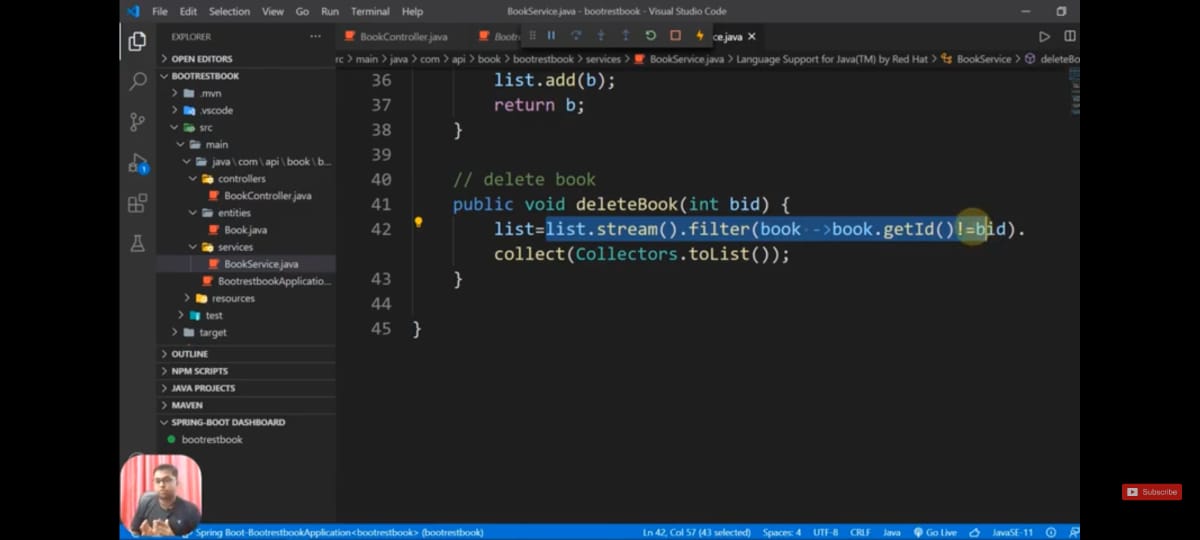 File Edit Selection View Go Run Terminal Help
BookService.java - bootrestbook - Visual Studio Code
EXPLORER ...
BookController.java
ce.java
OPEN EDITORS
rc > main > java > com > api > book > bootrestbook > services > BookService.java > Language Support for Java(TM) by Red Hat > BookService >
BOOTRESTBOOK
.mvn
.vscode
src
main
java \ com \ api \ book \ b...
controllers
BookController.java
entities
Book.java
services
BookService.java
BootrestbookApplicatio...
resources
test
target
OUTLINE
NPM SCRIPTS
JAVA PROJECTS
MAVEN
SPRING-BOOT DASHBOARD
bootrestbook
1
36 list.add(b);
37 return b;
38 }
39
40 // delete book
41 public void deleteBook(int bid) {
42 list=list.stream().filter(book ->book.getId()!=bid).
collect(Collectors.toList());
43 }
44
45 }
Subscribe
Spring Boot-BootrestbookApplication<bootrestbook> (bootrestbook)
Ln 42, Col 57 (43 selected) Spaces: 4 UTF-8 CRLF Java Go Live JavaSE-11